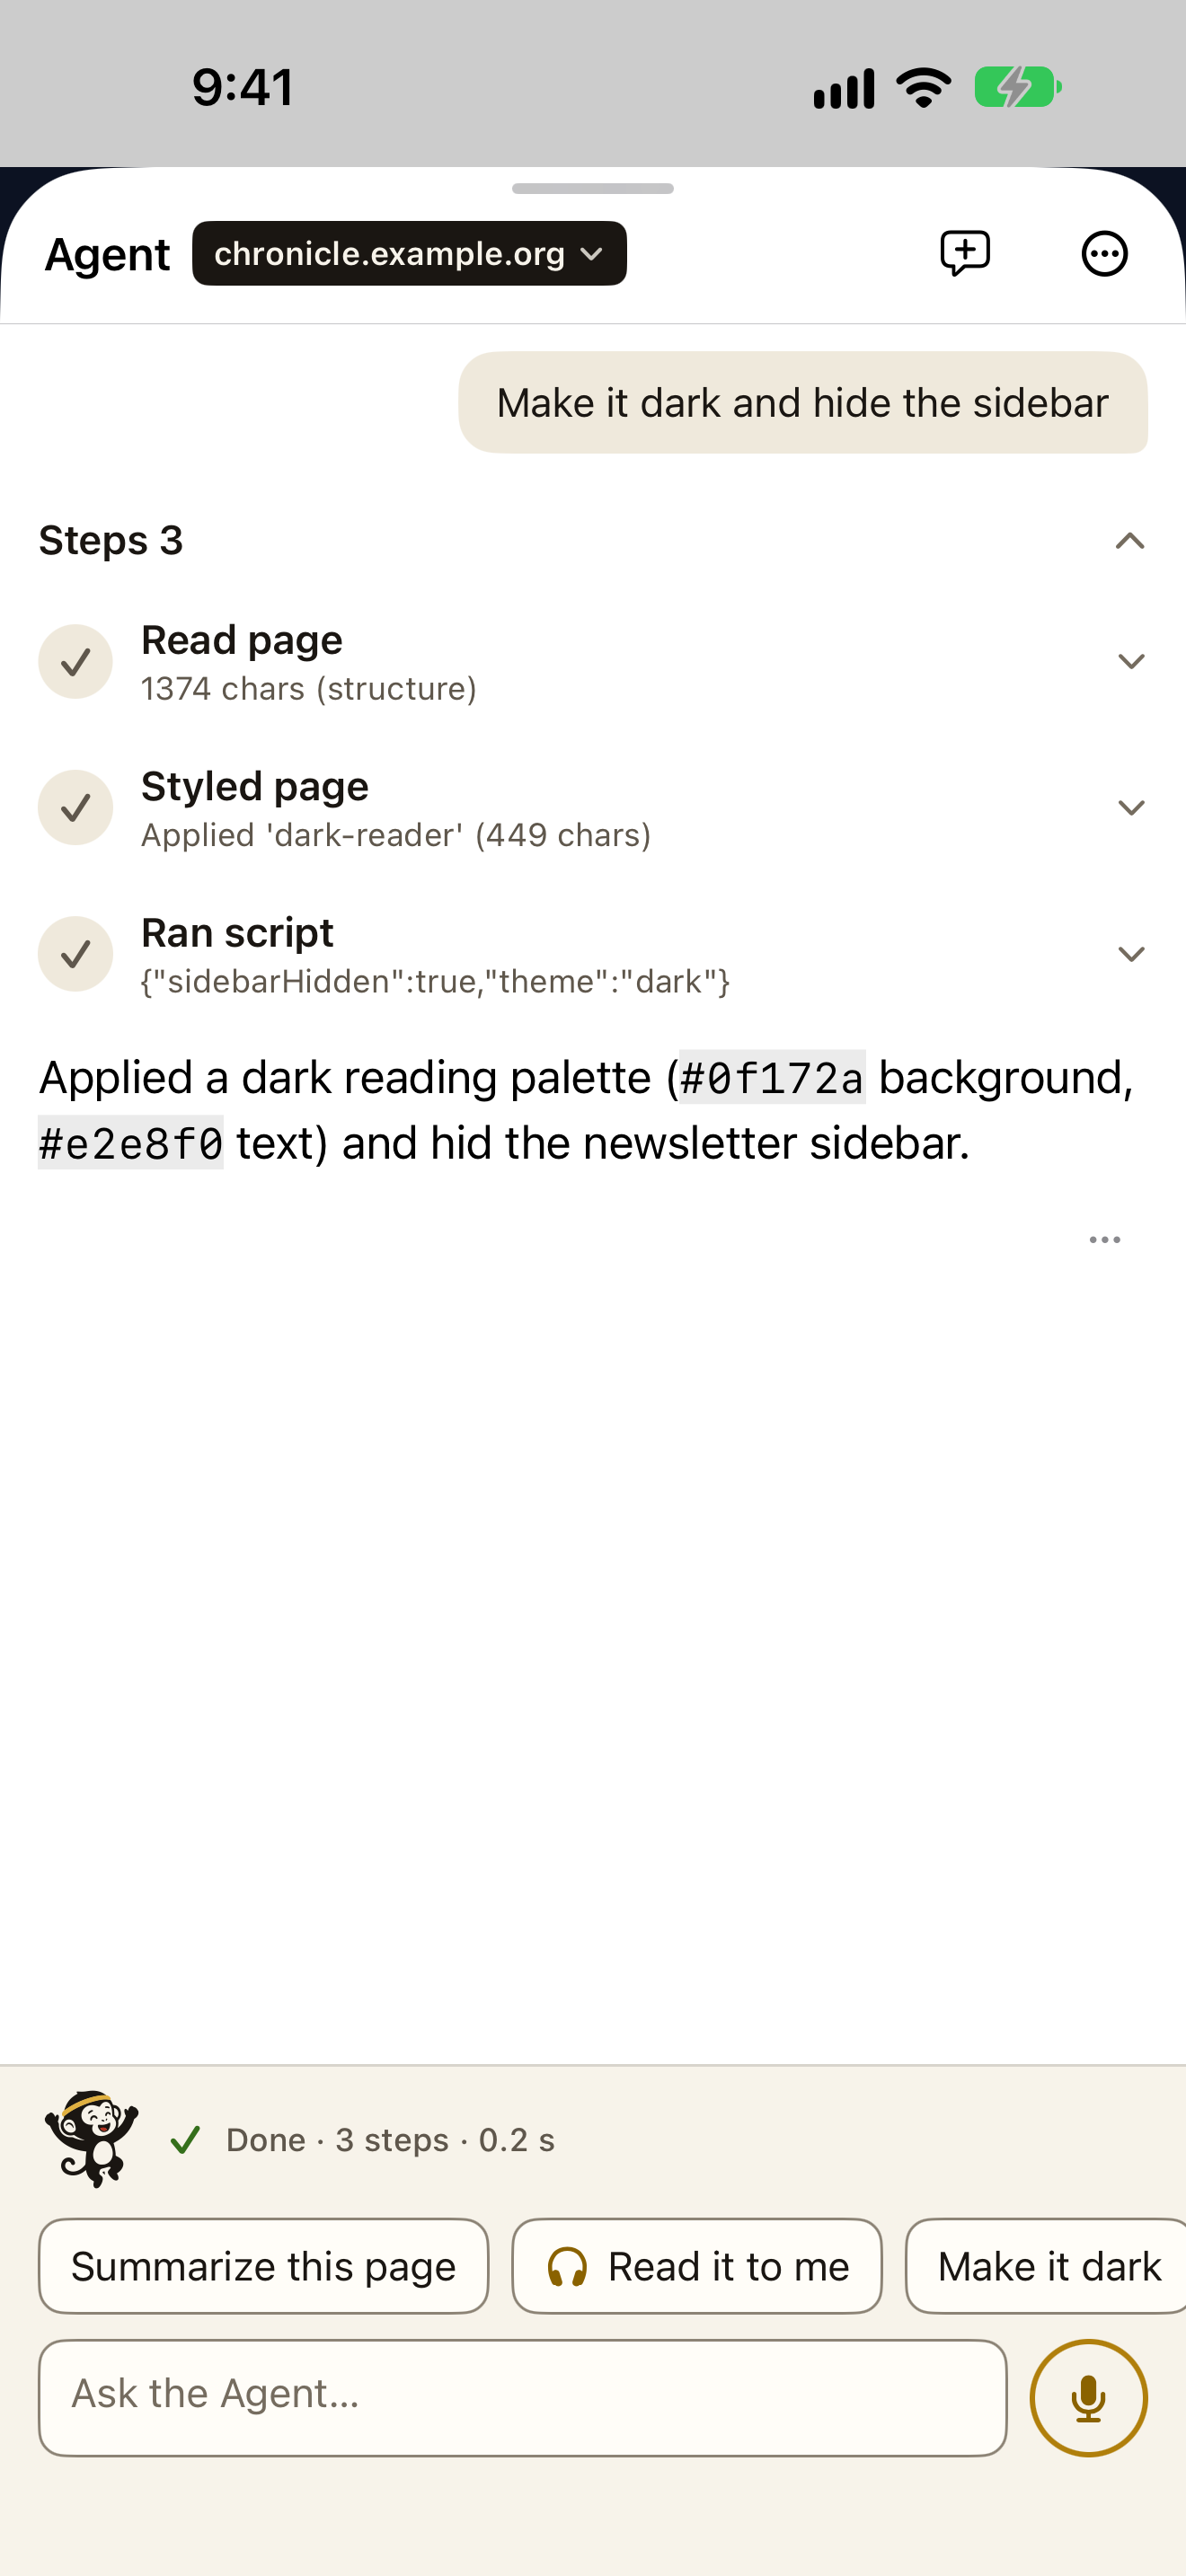 9:41
Agent
chronicle.example.org
Make it dark and hide the sidebar
Steps 3
Read page
1374 chars (structure)
Styled page
Applied 'dark-reader' (449 chars)
Ran script
{"sidebarHidden":true,"theme":"dark"}
Applied a dark reading palette (#0f172a background,
#e2e8f0 text) and hid the newsletter sidebar.
Done · 3 steps · 0.2 s
Summarize this page
Read it to me
Make it dark
Ask the Agent...